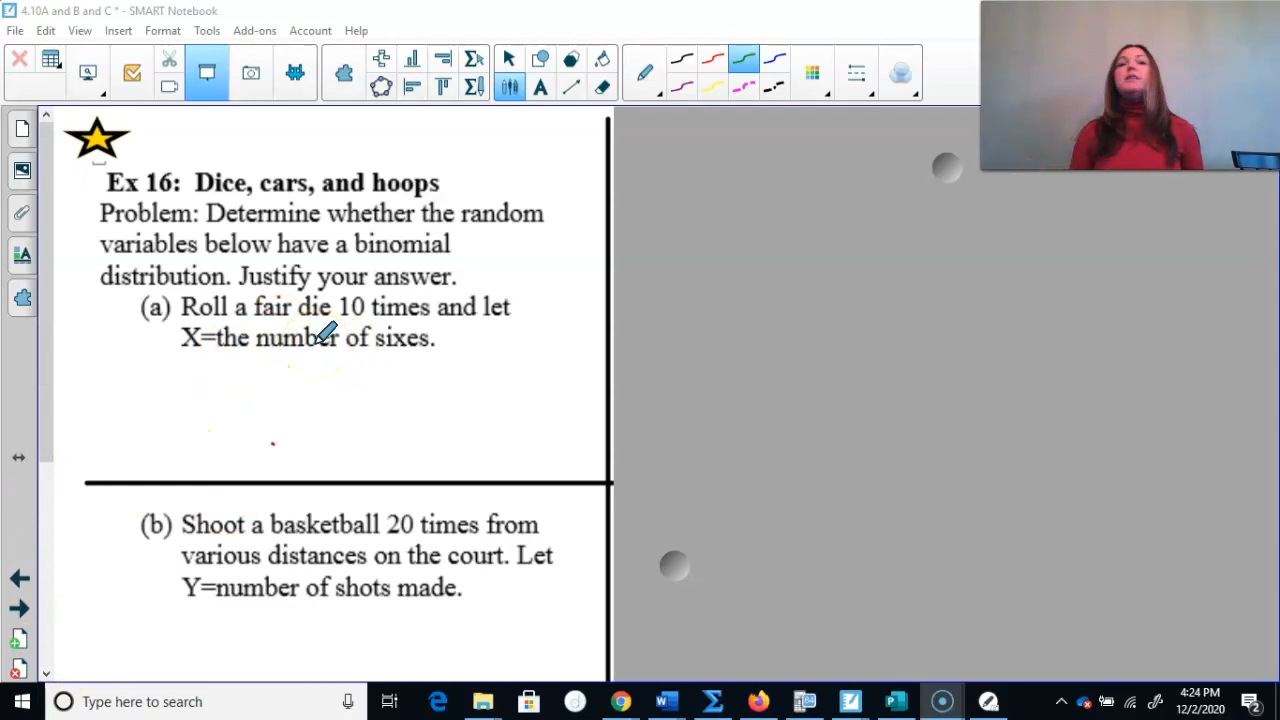 4.10A and B and C * - SMART Notebook
File Edit View Insert Format Tools Add-ons Account Help
Ex 16: Dice, cars, and hoops
Problem: Determine whether the random
variables below have a binomial
distribution. Justify your answer.
(a) Roll a fair die 10 times and let
X=the number of sixes.
(b) Shoot a basketball 20 times from
various distances on the court. Let
Y=number of shots made.
Type here to search
4:24 PM
12/2/2020
2